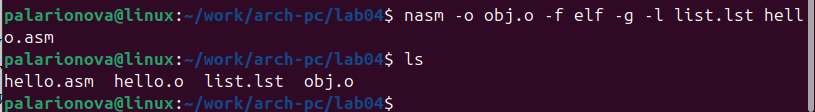 palarionova@linux:~/work/arch-pc/lab04$ nasm -o obj.o -f elf -g -l list.lst hell
o.asm
palarionova@linux:~/work/arch-pc/lab04$ ls
hello.asm  hello.o  list.lst  obj.o
palarionova@linux:~/work/arch-pc/lab04$